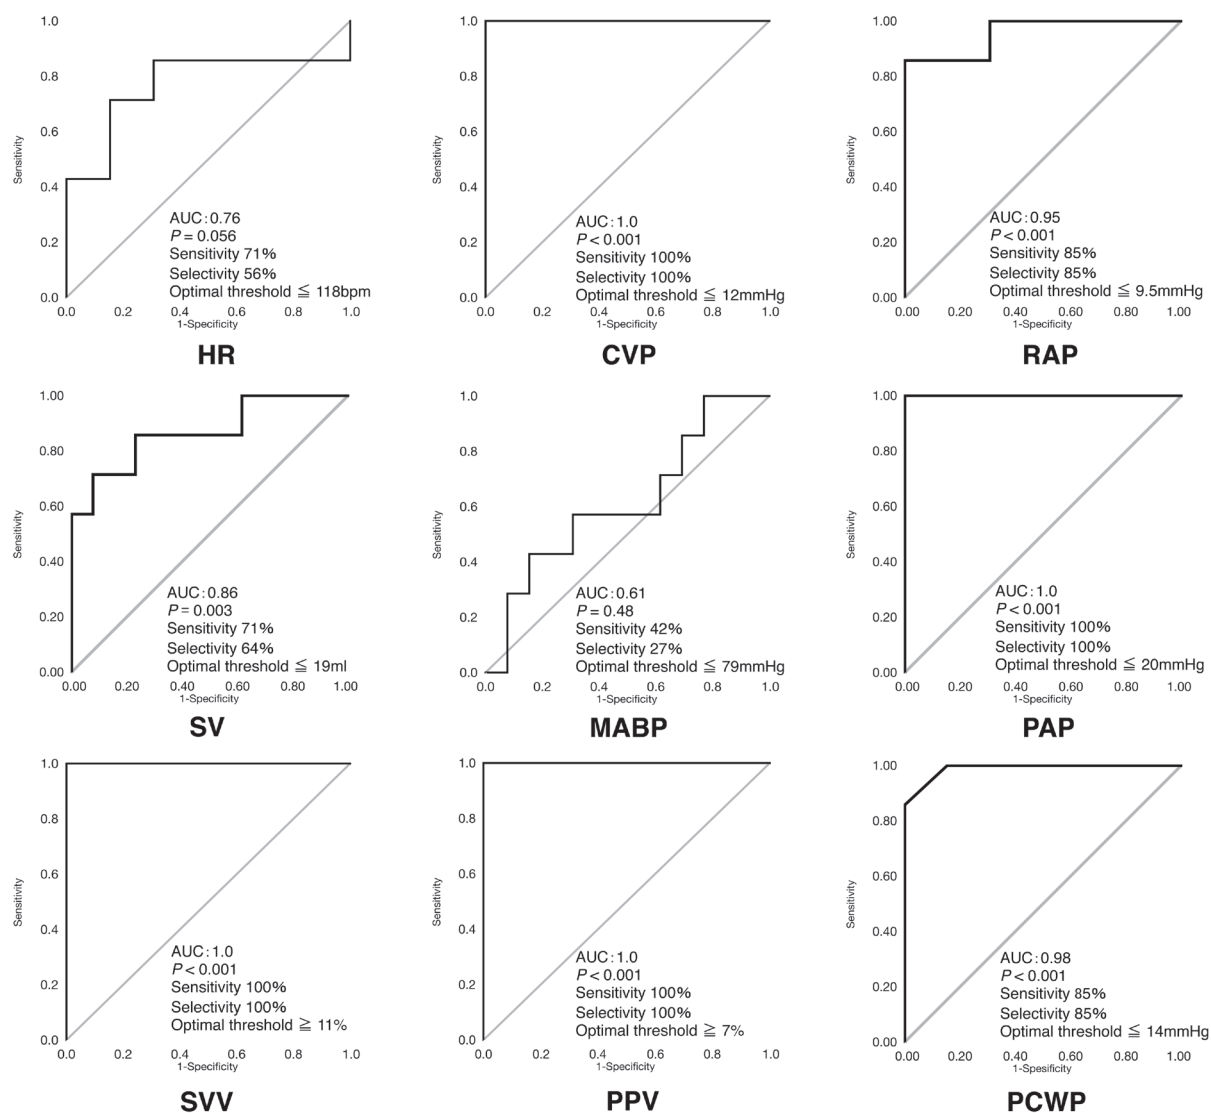 1.0
0.8
0.6
0.4
0.2
0.0
Sensitivity
AUC : 0.76
P = 0.056
Sensitivity 71%
Selectivity 56%
Optimal threshold ≦ 118bpm
0.0 0.2 0.4 0.6 0.8 1.0
1-Specificity
HR
1.0
0.8
0.6
0.4
0.2
0.0
Sensitivity
AUC : 1.0
P < 0.001
Sensitivity 100%
Selectivity 100%
Optimal threshold ≦ 12mmHg
0.0 0.2 0.4 0.6 0.8 1.0
1-Specificity
CVP
1.00
0.80
0.60
0.40
0.20
0.00
Sensitivity
AUC : 0.95
P < 0.001
Sensitivity 85%
Selectivity 85%
Optimal threshold ≦ 9.5mmHg
0.00 0.20 0.40 0.60 0.80 1.00
1-Specificity
RAP
1.00
0.80
0.60
0.40
0.20
0.00
Sensitivity
AUC : 0.86
P = 0.003
Sensitivity 71%
Selectivity 64%
Optimal threshold ≦ 19ml
0.00 0.20 0.40 0.60 0.80 1.00
1-Specificity
SV
1.0
0.8
0.6
0.4
0.2
0.0
Sensitivity
AUC : 0.61
P = 0.48
Sensitivity 42%
Selectivity 27%
Optimal threshold ≦ 79mmHg
0.0 0.2 0.4 0.6 0.8 1.0
1-Specificity
MABP
1.00
0.80
0.60
0.40
0.20
0.00
Sensitivity
AUC : 1.0
P < 0.001
Sensitivity 100%
Selectivity 100%
Optimal threshold ≦ 20mmHg
0.00 0.20 0.40 0.60 0.80 1.00
1-Specificity
PAP
1.0
0.8
0.6
0.4
0.2
0.0
Sensitivity
AUC : 1.0
P < 0.001
Sensitivity 100%
Selectivity 100%
Optimal threshold ≧ 11%
0.0 0.2 0.4 0.6 0.8 1.0
1-Specificity
SVV
1.0
0.8
0.6
0.4
0.2
0.0
Sensitivity
AUC : 1.0
P < 0.001
Sensitivity 100%
Selectivity 100%
Optimal threshold ≧ 7%
0.0 0.2 0.4 0.6 0.8 1.0
1-Specificity
PPV
1.00
0.80
0.60
0.40
0.20
0.00
Sensitivity
AUC : 0.98
P < 0.001
Sensitivity 85%
Selectivity 85%
Optimal threshold ≦ 14mmHg
0.00 0.20 0.40 0.60 0.80 1.00
1-Spesificity
PCWP